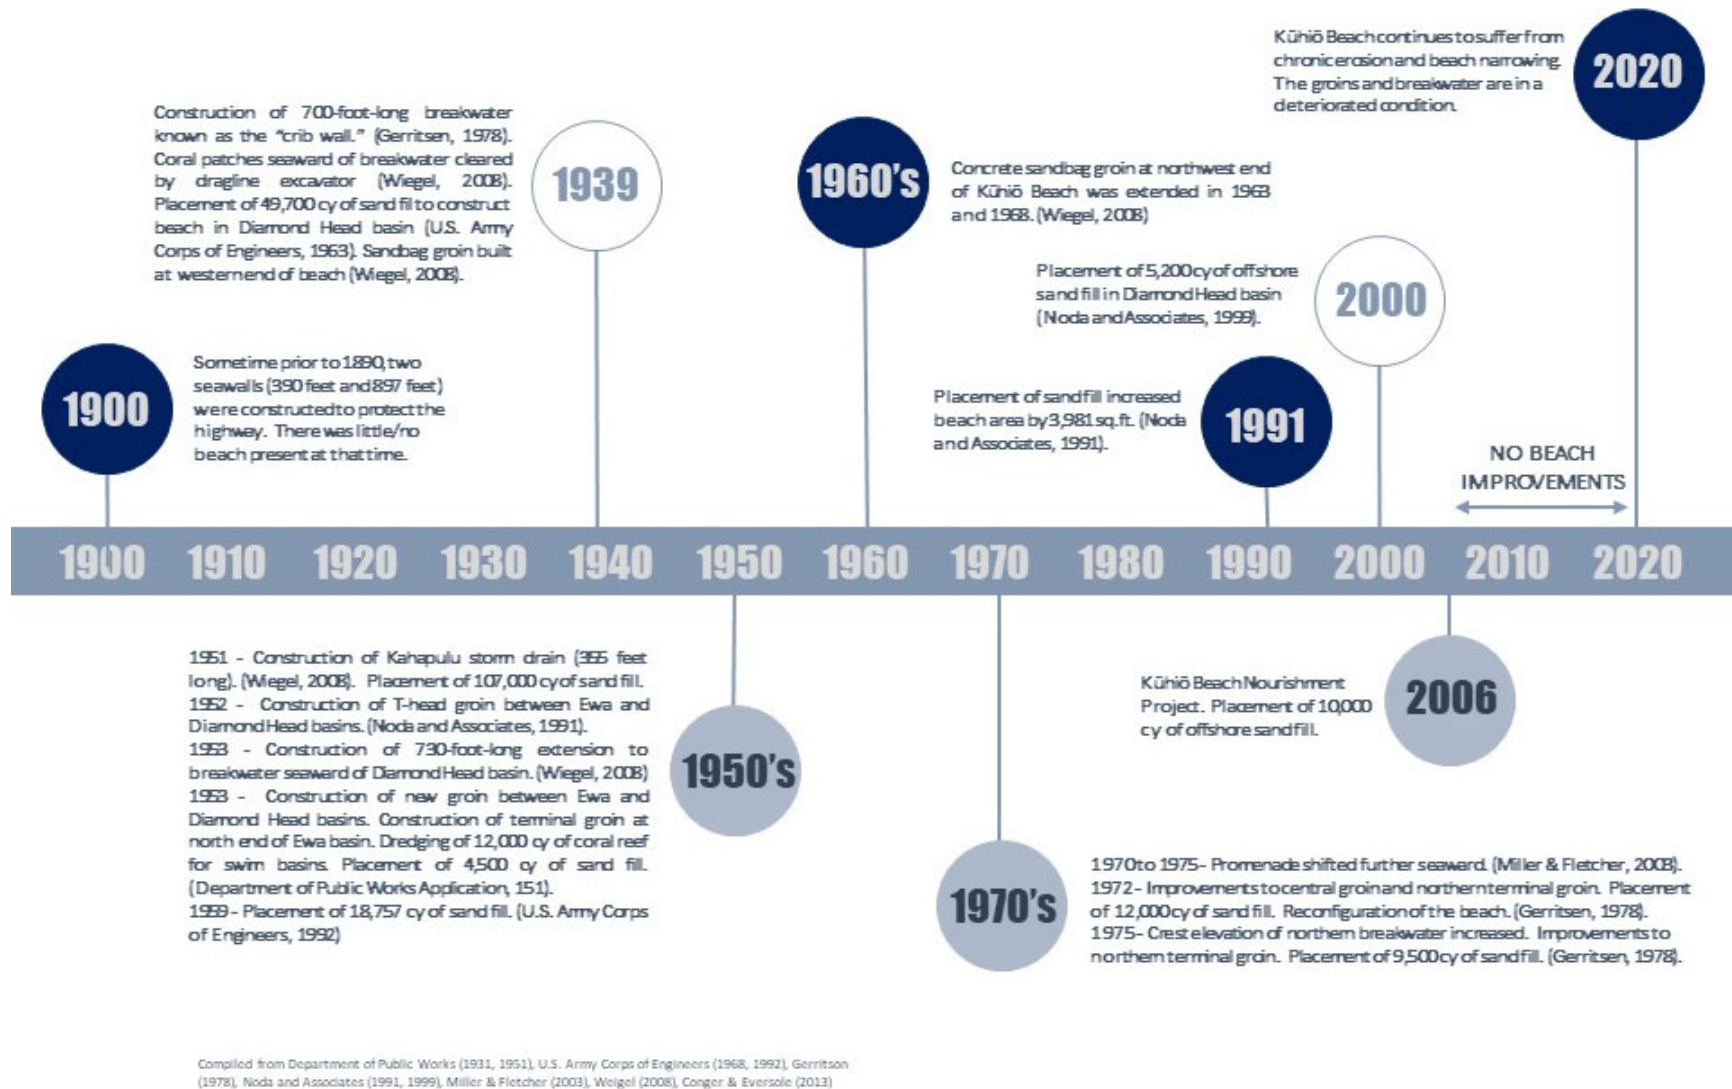 Kūhiō Beach continues to suffer from
chronic erosion and beach narrowing.
The groins and breakwater are in a
deteriorated condition.
2020
Construction of 700-foot-long breakwater
known as the “crib wall.” (Gerritsen, 1978).
Coral patches seaward of breakwater cleared
by dragline excavator (Wiegel, 2008).
Placement of 49,700 cy of sand fil to construct
beach in Diamond Head basin (U.S. Army
Corps of Engineers, 1963). Sandbag groin built
at western end of beach (Wiegel, 2008).
1939
1960’s
Concrete sandbag groin at northwest end
of Kūhiō Beach was extended in 1963
and 1968. (Wiegel, 2008)
Placement of 5,200 cy of offshore
sand fill in Diamond Head basin
(Noda and Associates, 1999).
2000
1900
Sometime prior to 1890, two
seawalls (390 feet and 897 feet)
were constructed to protect the
highway. There was little/no
beach present at that time.
Placement of sand fill increased
beach area by 3,981 sq. ft. (Noda
and Associates, 1991).
1991
NO BEACH
IMPROVEMENTS
1900 1910 1920 1930 1940 1950 1960 1970 1980 1990 2000 2010 2020
1951 - Construction of Kahapulu storm drain (355 feet
long). (Wiegel, 2008). Placement of 107,000 cy of sand fill.
1952 - Construction of T-head groin between Ewa and
Diamond Head basins. (Noda and Associates, 1991).
1953 - Construction of 730-foot-long extension to
breakwater seaward of Diamond Head basin. (Wiegel, 2008)
1953 - Construction of new groin between Ewa and
Diamond Head basins. Construction of terminal groin at
north end of Ewa basin. Dredging of 12,000 cy of coral reef
for swim basins. Placement of 4,500 cy of sand fill.
(Department of Public Works Application, 151).
1959 - Placement of 18,757 cy of sand fill. (U.S. Army Corps
of Engineers, 1992)
1950’s
Kūhiō Beach Nourishment
Project. Placement of 10,000
cy of offshore sand fill.
2006
1970’s
1970 to 1975 - Promenade shifted further seaward. (Miller & Fletcher, 2003).
1972 - Improvements to central groin and northern terminal groin. Placement
of 12,000 cy of sand fill. Reconfiguration of the beach. (Gerritsen, 1978).
1975 - Crest elevation of northern breakwater increased. Improvements to
northern terminal groin. Placement of 9,500 cy of sand fill. (Gerritsen, 1978).
Compiled from Department of Public Works (1931, 1951), U.S. Army Corps of Engineers (1968, 1992), Gerritson
(1978), Noda and Associates (1991, 1999), Miller & Fletcher (2003), Weigel (2008), Conger & Eversole (2013)